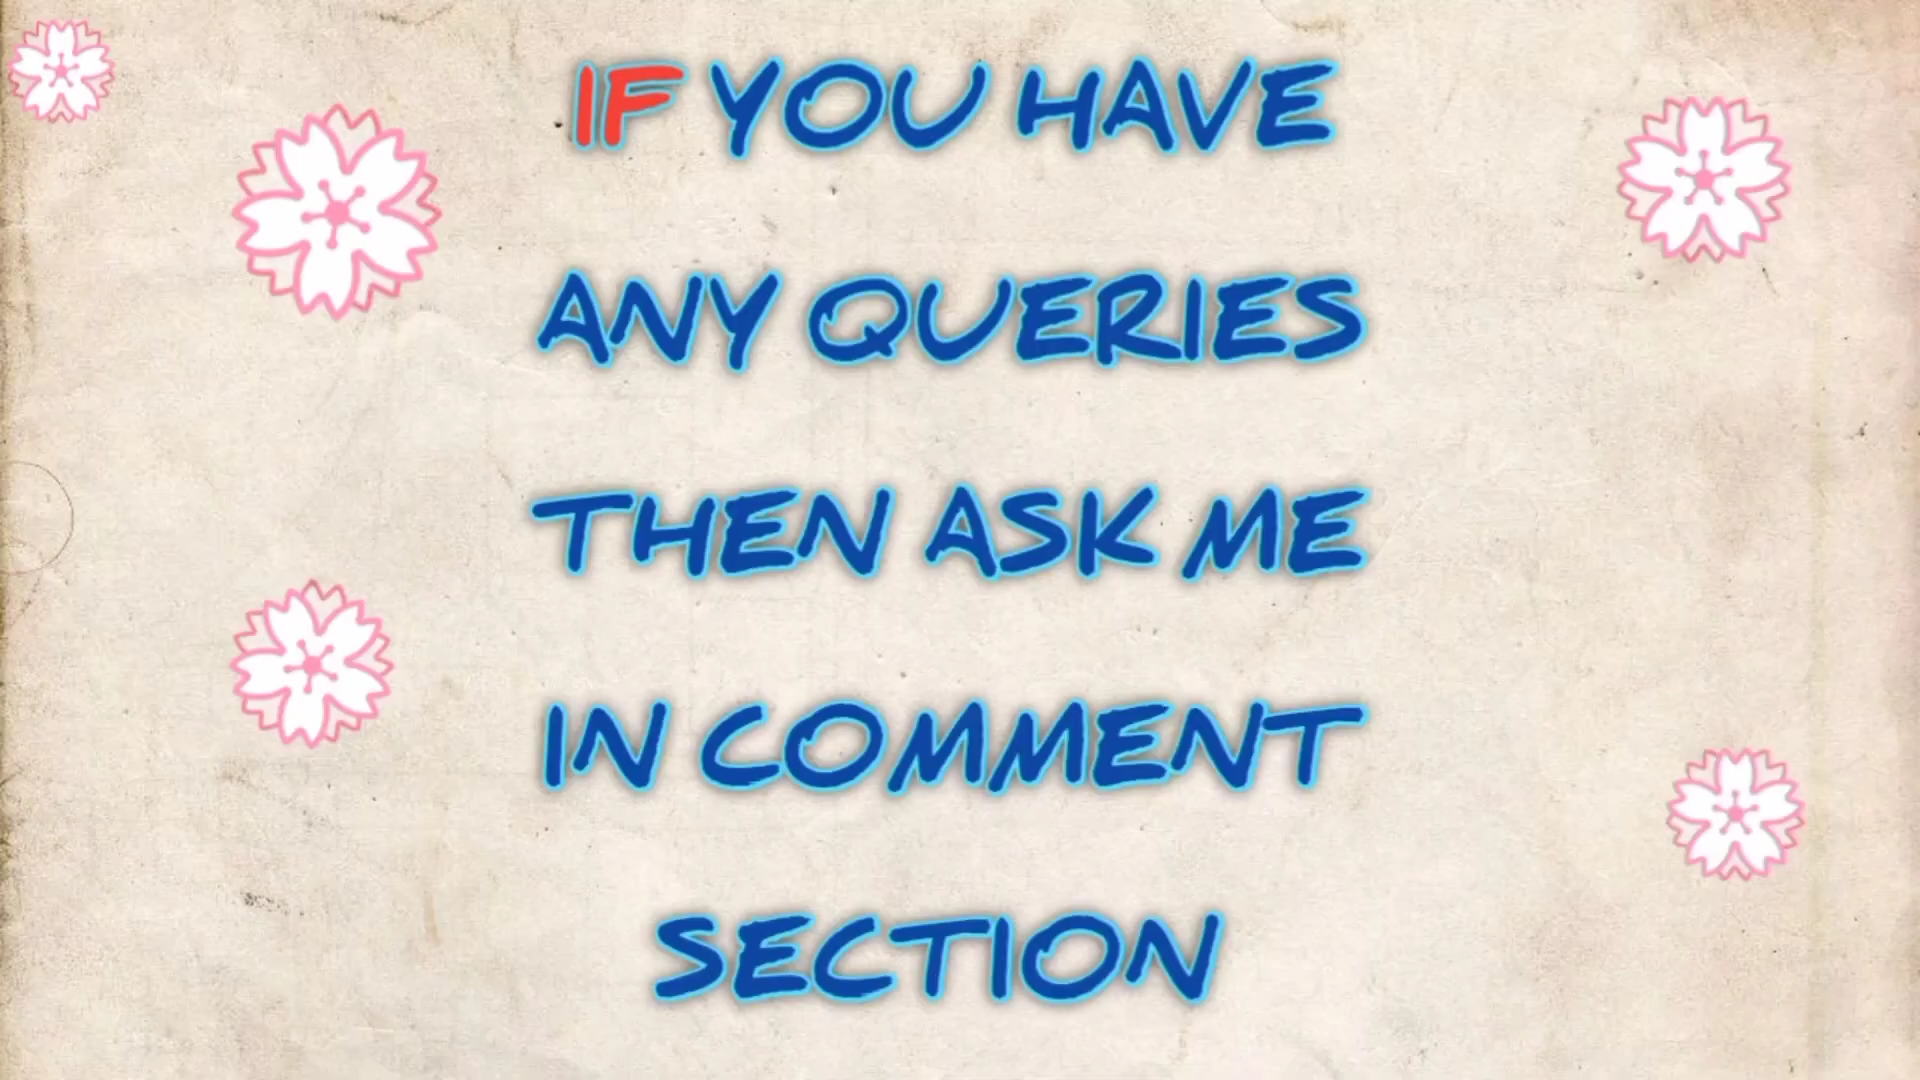 IF YOU HAVE
ANY QUERIES
THEN ASK ME
IN COMMENT
SECTION